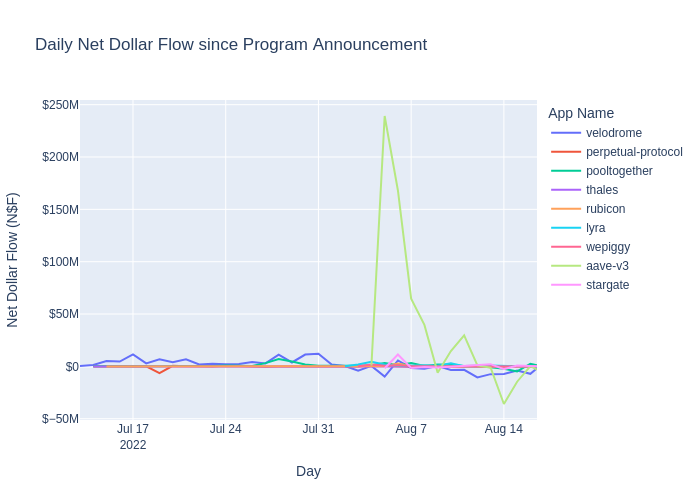 Daily Net Dollar Flow since Program Announcement
Net Dollar Flow (N$F)
$250M
$200M
$150M
$100M
$50M
$0
$−50M
Jul 17
2022
Jul 24
Jul 31
Aug 7
Aug 14
Day
App Name
velodrome
perpetual-protocol
pooltogether
thales
rubicon
lyra
wepiggy
aave-v3
stargate